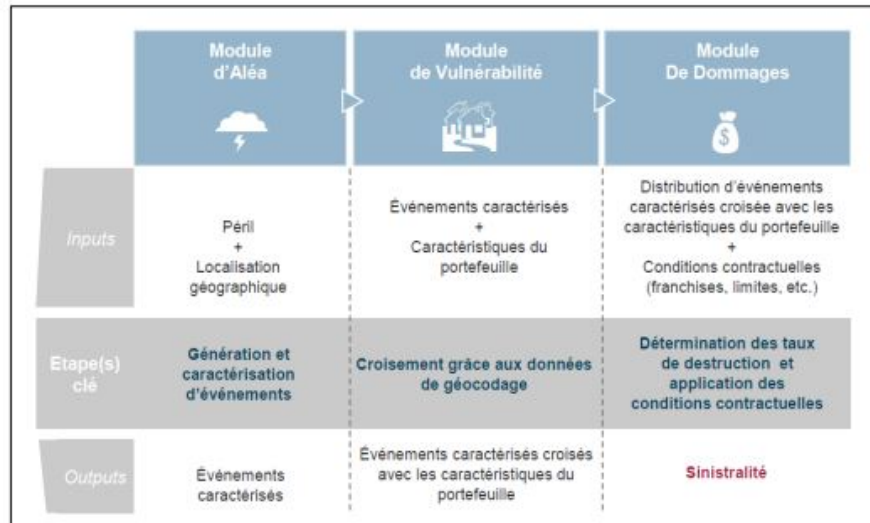 Module
d'Aléa
Module
de Vulnérabilité
Module
De Dommages
$
Inputs
Péril
+
Localisation
géographique
Événements caractérisés
+
Caractéristiques du
portefeuille
Distribution d'événements
caractérisés croisée avec les
caractéristiques du portefeuille
+
Conditions contractuelles
(franchises, limites, etc.)
Etape(s)
clé
Génération et
caractérisation
d'événements
Croisement grâce aux données
de géocodage
Détermination des taux
de destruction et
application des
conditions contractuelles
Outputs
Événements
caractérisés
Événements caractérisés croisés
avec les caractéristiques du
portefeuille
Sinistralité